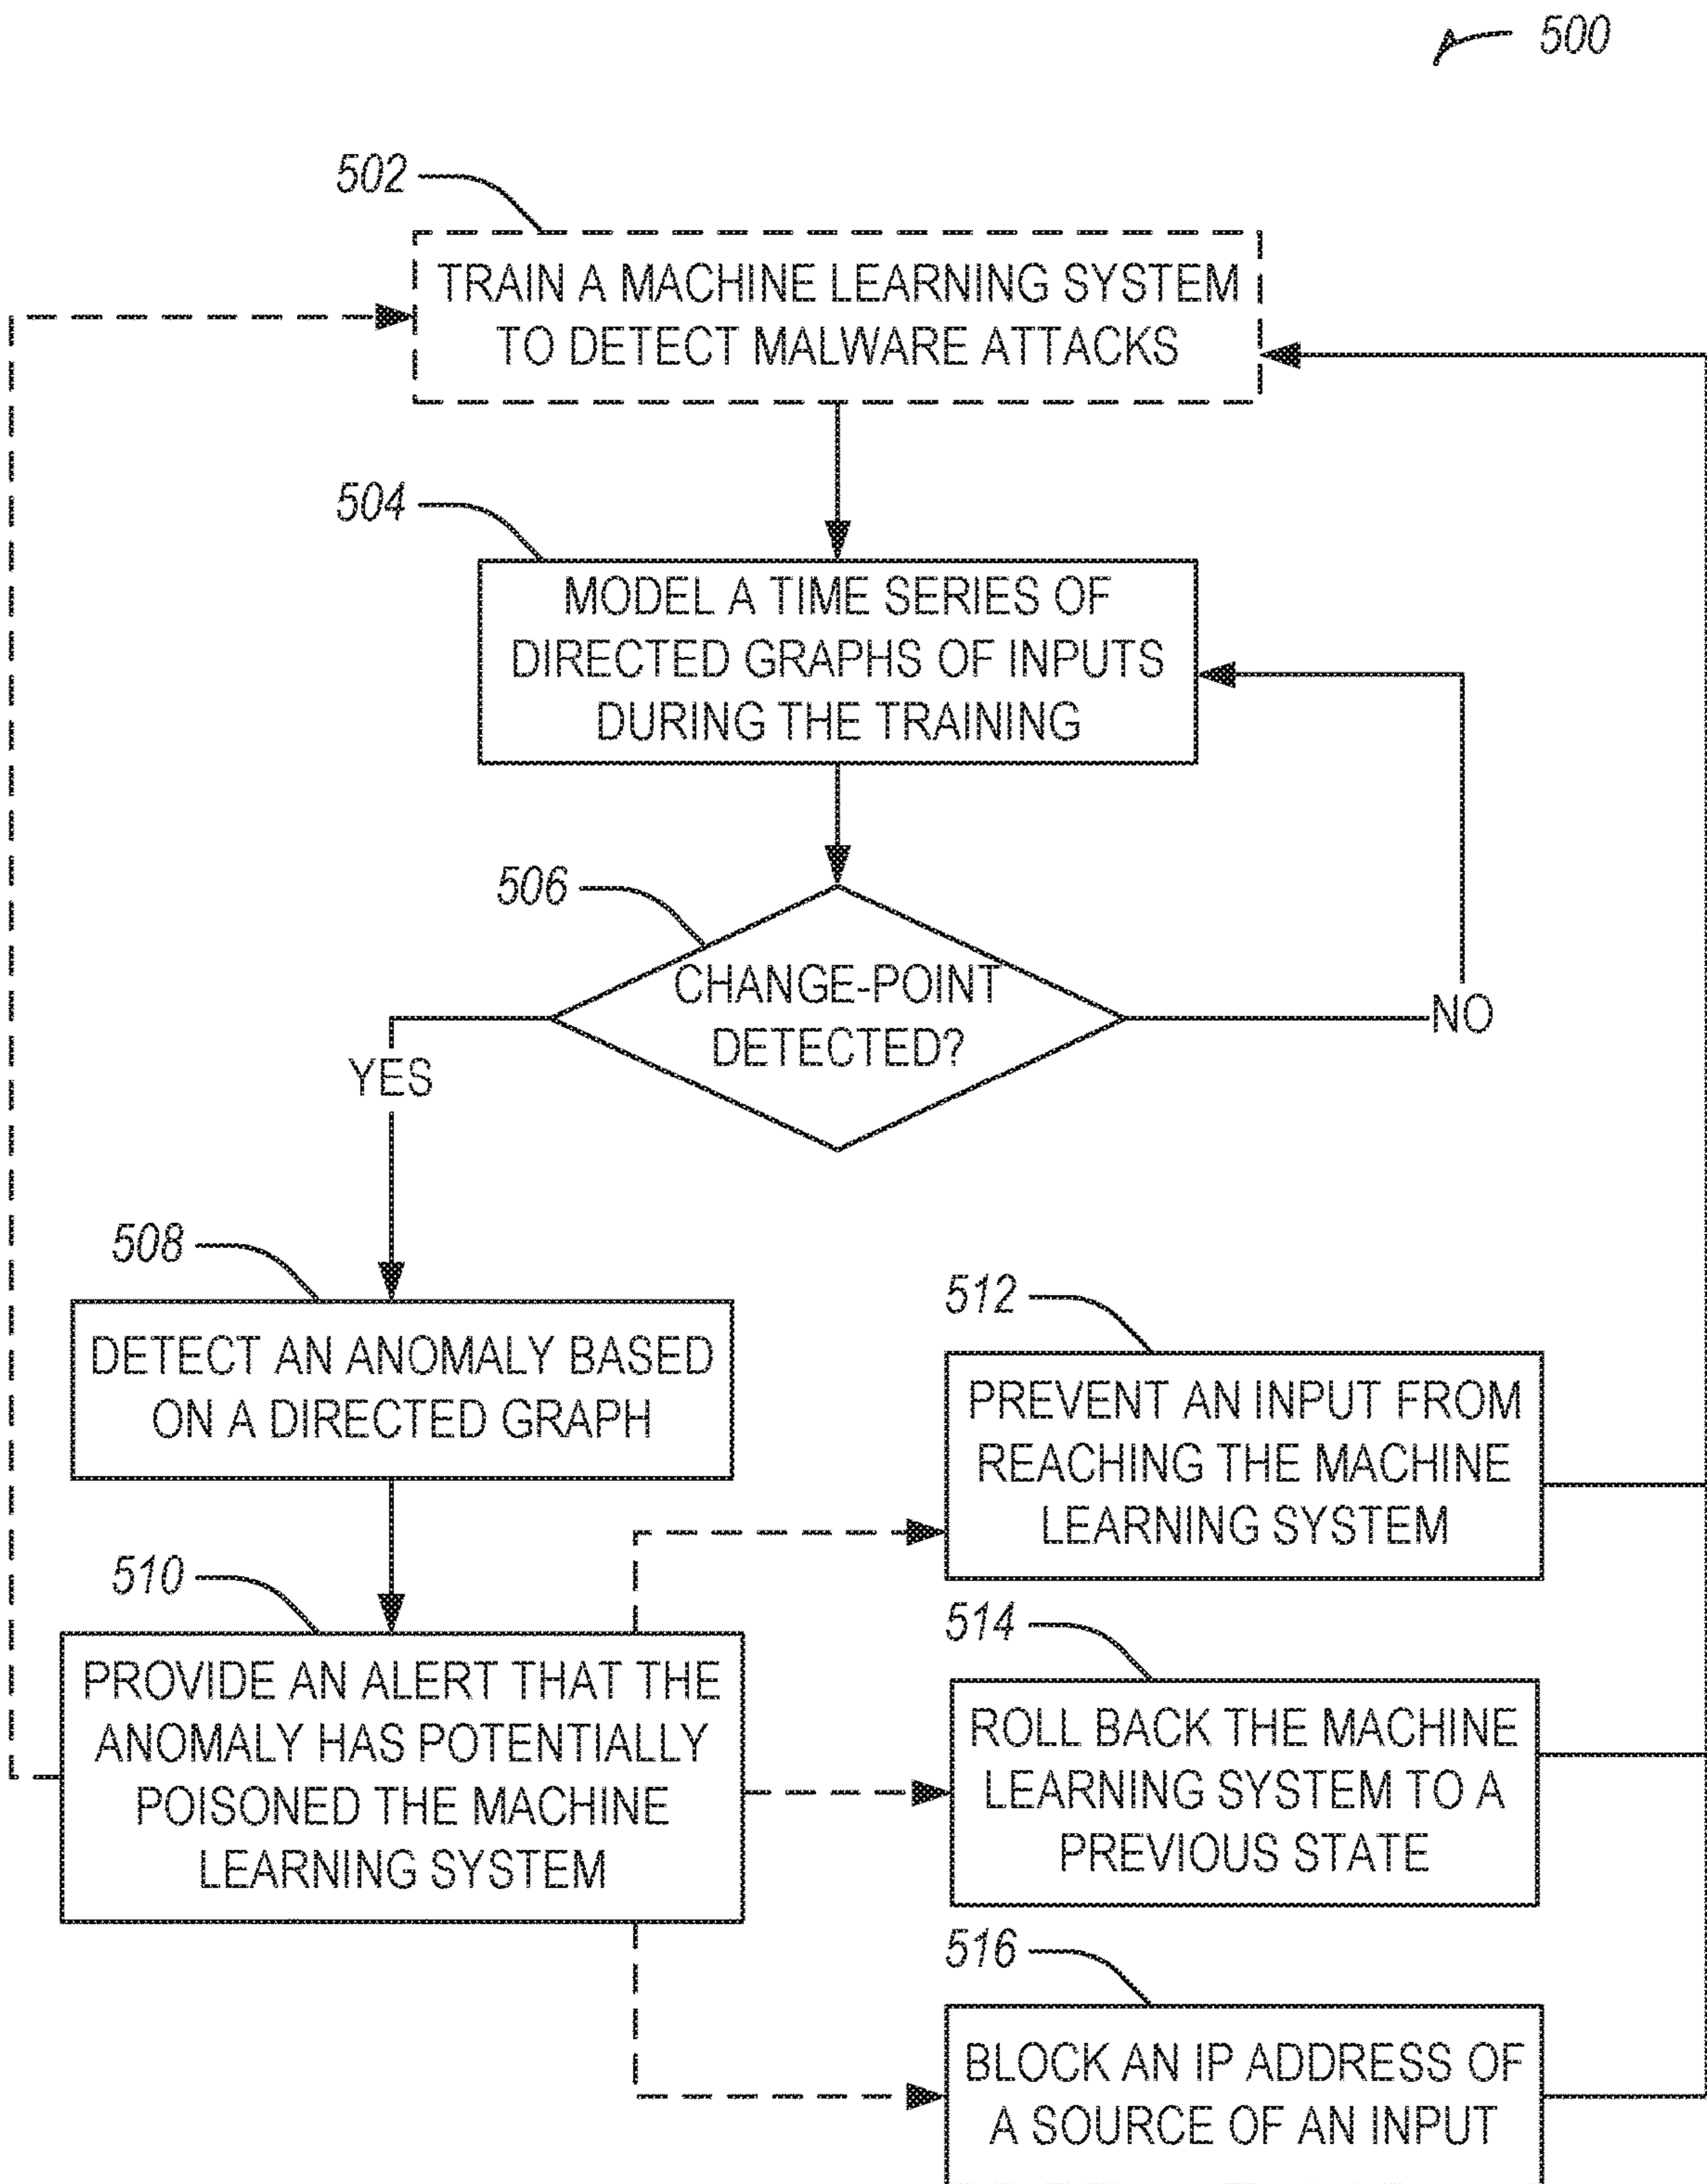 500
502
TRAIN A MACHINE LEARNING SYSTEM
TO DETECT MALWARE ATTACKS
504
MODEL A TIME SERIES OF
DIRECTED GRAPHS OF INPUTS
DURING THE TRAINING
506
CHANGE-POINT
DETECTED?
NO
YES
508
DETECT AN ANOMALY BASED
ON A DIRECTED GRAPH
510
PROVIDE AN ALERT THAT THE
ANOMALY HAS POTENTIALLY
POISONED THE MACHINE
LEARNING SYSTEM
512
PREVENT AN INPUT FROM
REACHING THE MACHINE
LEARNING SYSTEM
514
ROLL BACK THE MACHINE
LEARNING SYSTEM TO A
PREVIOUS STATE
516
BLOCK AN IP ADDRESS OF
A SOURCE OF AN INPUT